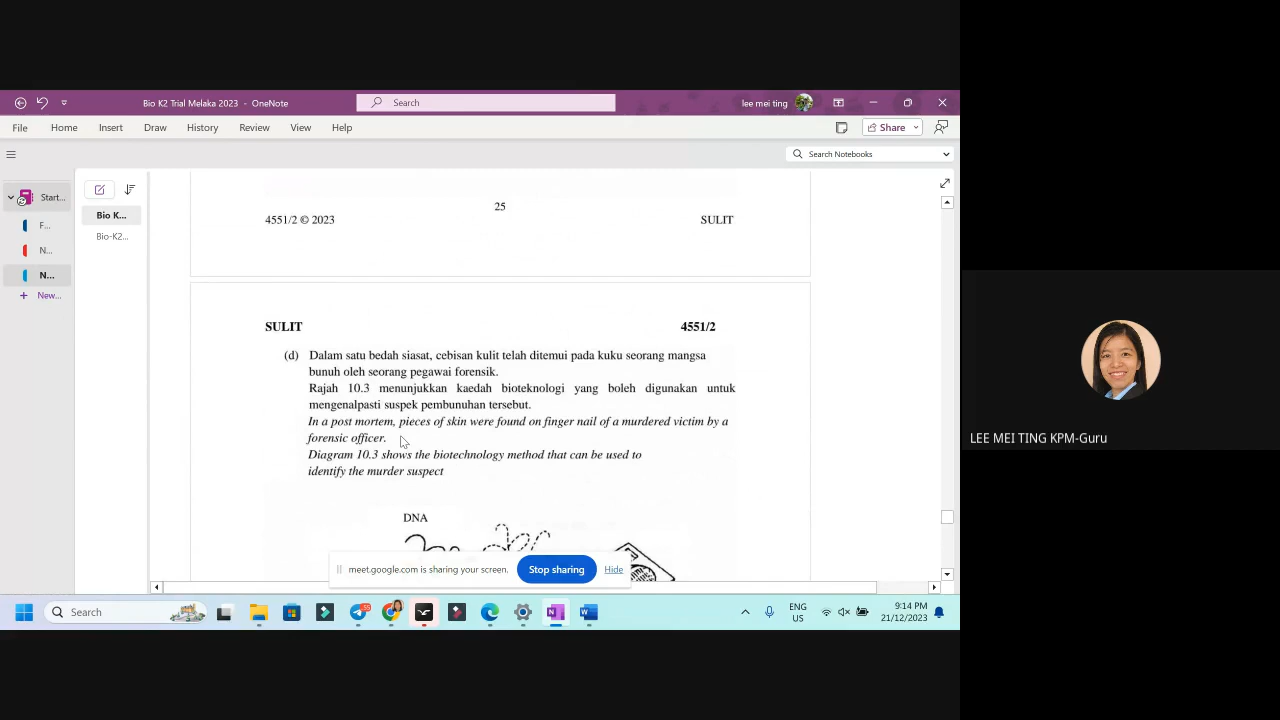 Bio K2 Trial Melaka 2023 - OneNote
Search
lee mei ting
File Home Insert Draw History Review View Help
Share
Search Notebooks
Start...
Bio K...
F...
Bio-K2...
N...
N...
+ New...
25
4551/2 © 2023 SULIT
SULIT 4551/2
(d) Dalam satu bedah siasat, cebisan kulit telah ditemui pada kuku seorang mangsa
bunuh oleh seorang pegawai forensik.
Rajah 10.3 menunjukkan kaedah bioteknologi yang boleh digunakan untuk
mengenalpasti suspek pembunuhan tersebut.
In a post mortem, pieces of skin were found on finger nail of a murdered victim by a
forensic officer.
Diagram 10.3 shows the biotechnology method that can be used to
identify the murder suspect
DNA
meet.google.com is sharing your screen. Stop sharing Hide
LEE MEI TING KPM-Guru
Search
ENG
US
9:14 PM
21/12/2023